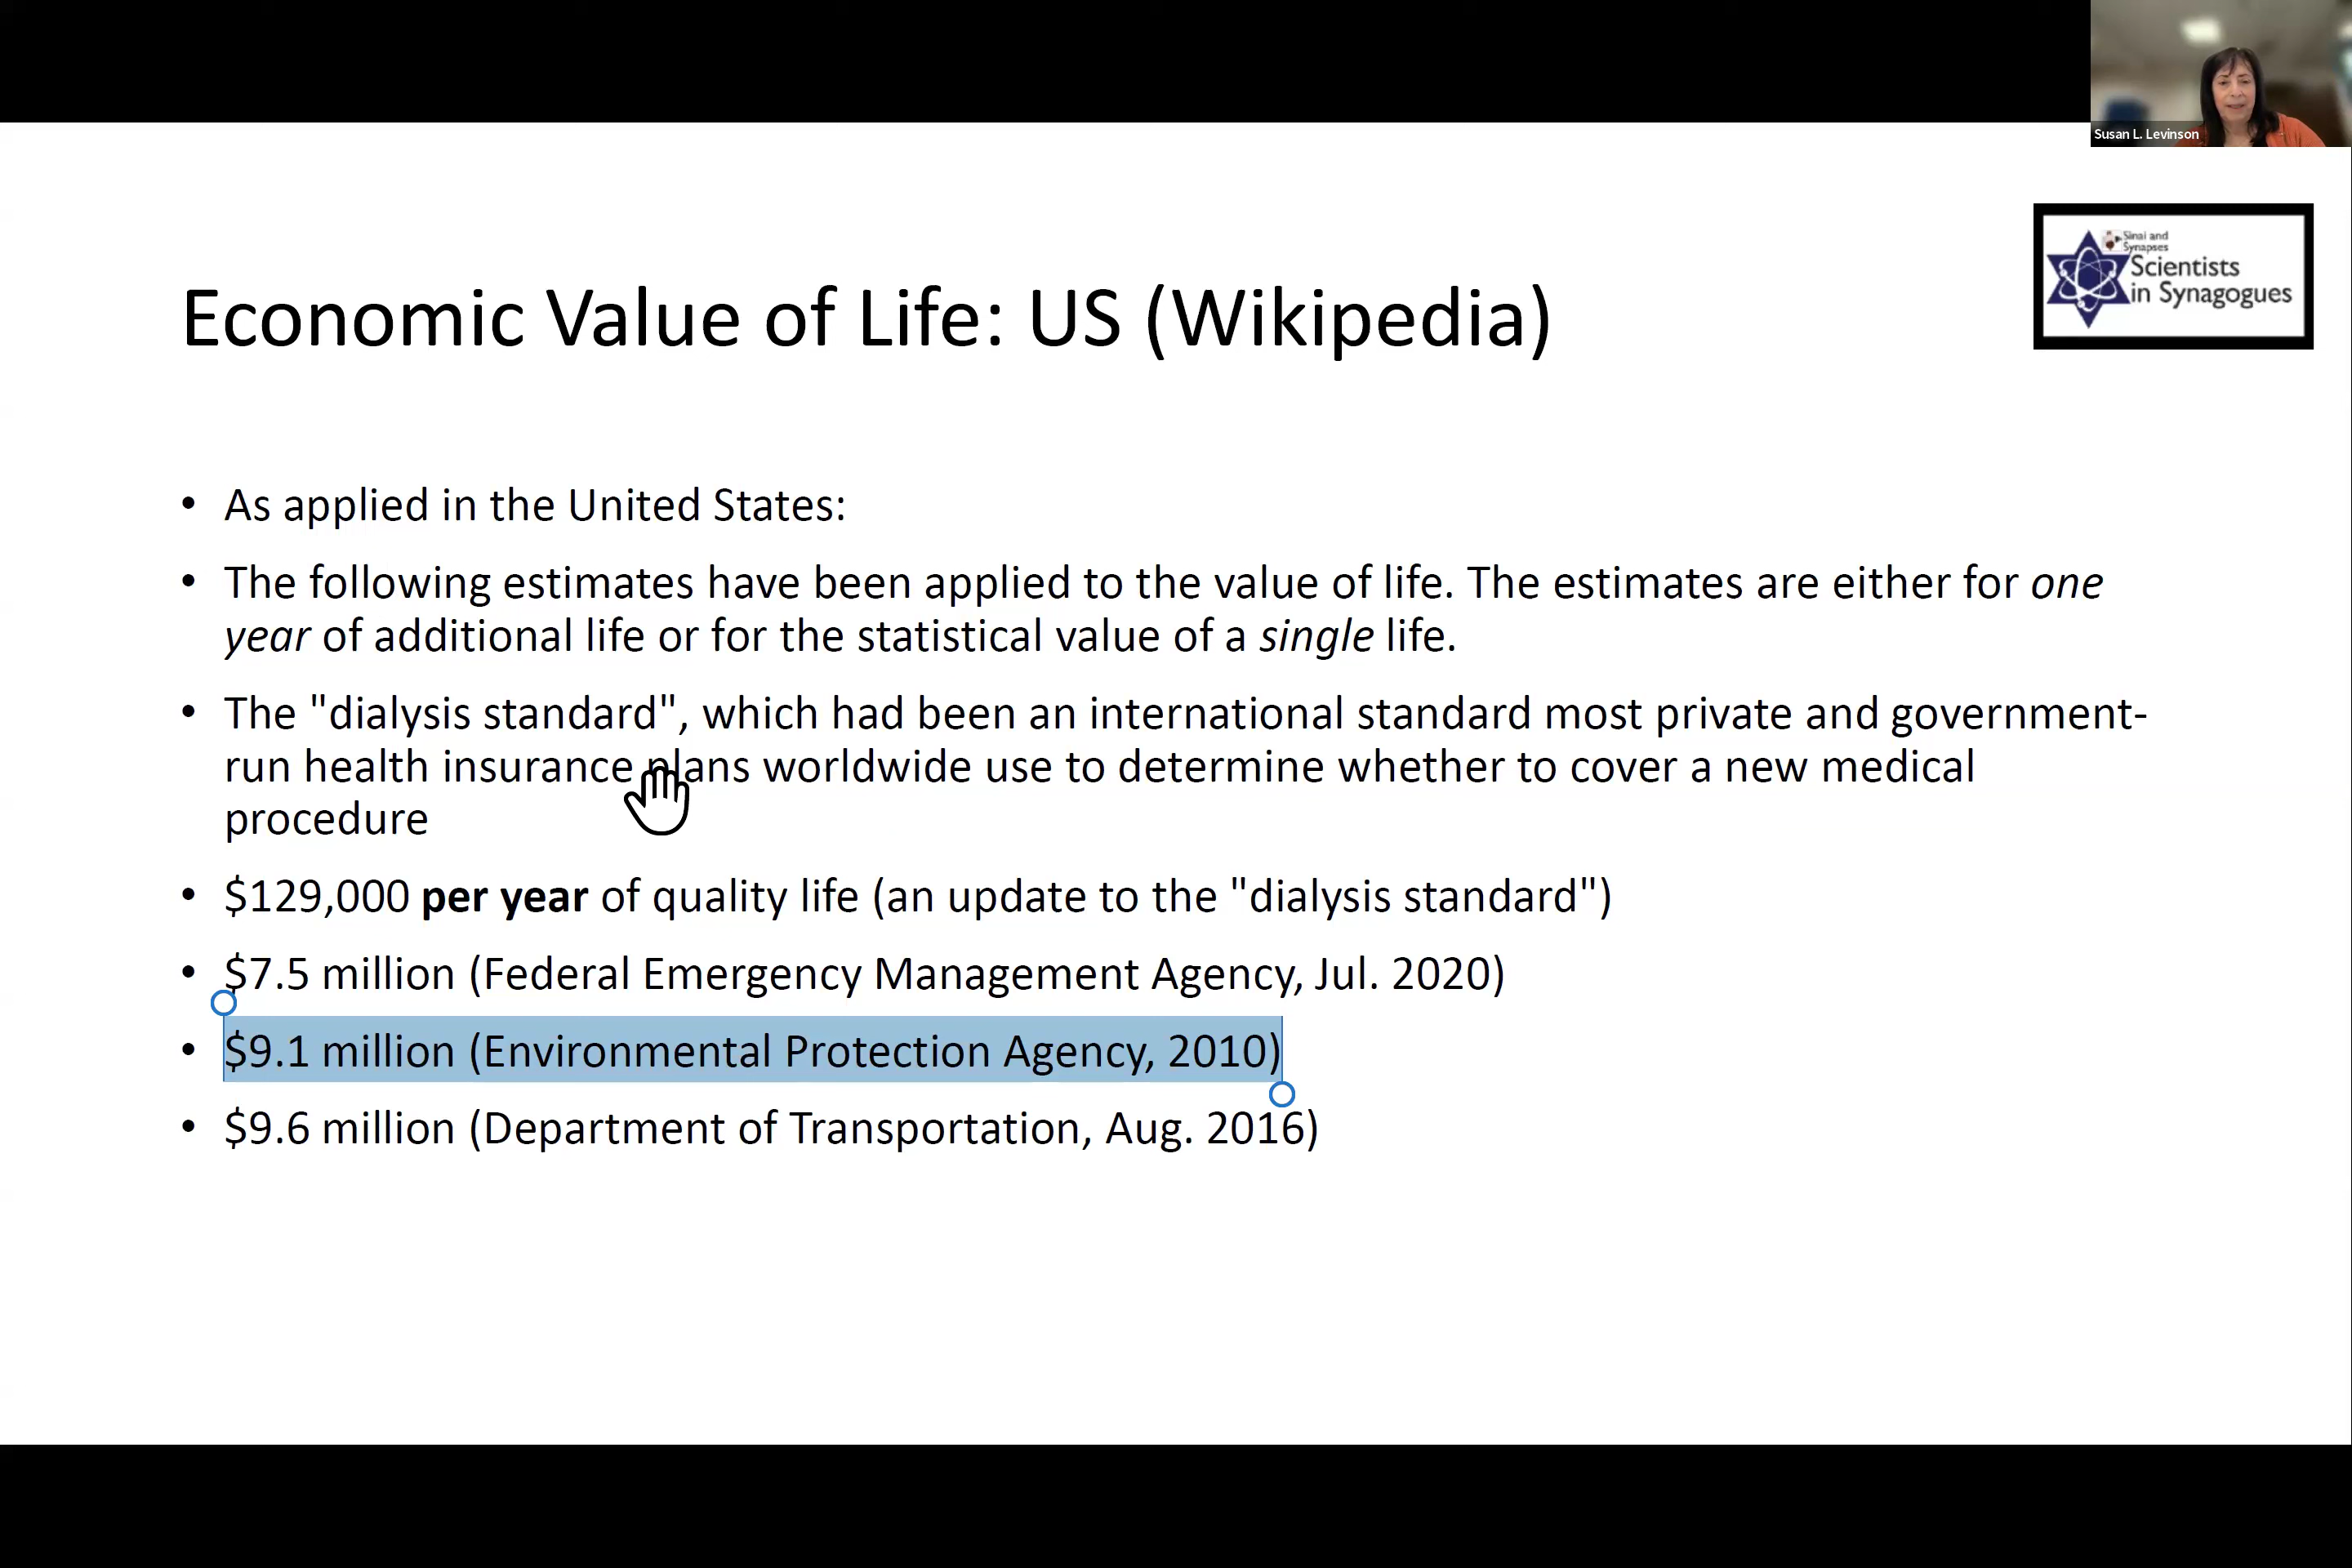 Susan L. Levinson
Sinai and
Synapses
Scientists
in Synagogues
Economic Value of Life: US (Wikipedia)
• As applied in the United States:
• The following estimates have been applied to the value of life. The estimates are either for one
year of additional life or for the statistical value of a single life.
• The "dialysis standard", which had been an international standard most private and government-
run health insurance plans worldwide use to determine whether to cover a new medical
procedure
• $129,000 per year of quality life (an update to the "dialysis standard")
• $7.5 million (Federal Emergency Management Agency, Jul. 2020)
• $9.1 million (Environmental Protection Agency, 2010)
• $9.6 million (Department of Transportation, Aug. 2016)